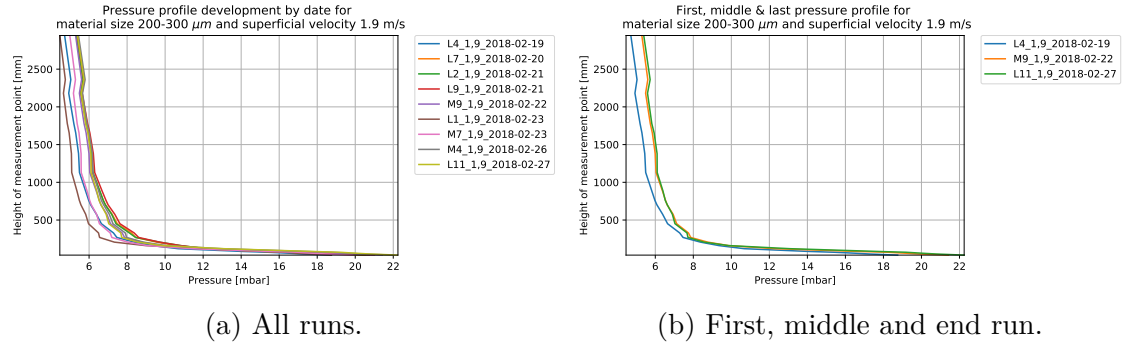 Pressure profile development by date for
material size 200-300 μm and superficial velocity 1.9 m/s
Height of measurement point [mm]
2500
2000
1500
1000
500
6 8 10 12 14 16 18 20 22
Pressure [mbar]
L4_1,9_2018-02-19
L7_1,9_2018-02-20
L2_1,9_2018-02-21
L9_1,9_2018-02-21
M9_1,9_2018-02-22
L1_1,9_2018-02-23
M7_1,9_2018-02-23
M4_1,9_2018-02-26
L11_1,9_2018-02-27
(a) All runs.
First, middle & last pressure profile for
material size 200-300 μm and superficial velocity 1.9 m/s
Height of measurement point [mm]
2500
2000
1500
1000
500
6 8 10 12 14 16 18 20 22
Pressure [mbar]
L4_1,9_2018-02-19
M9_1,9_2018-02-22
L11_1,9_2018-02-27
(b) First, middle and end run.